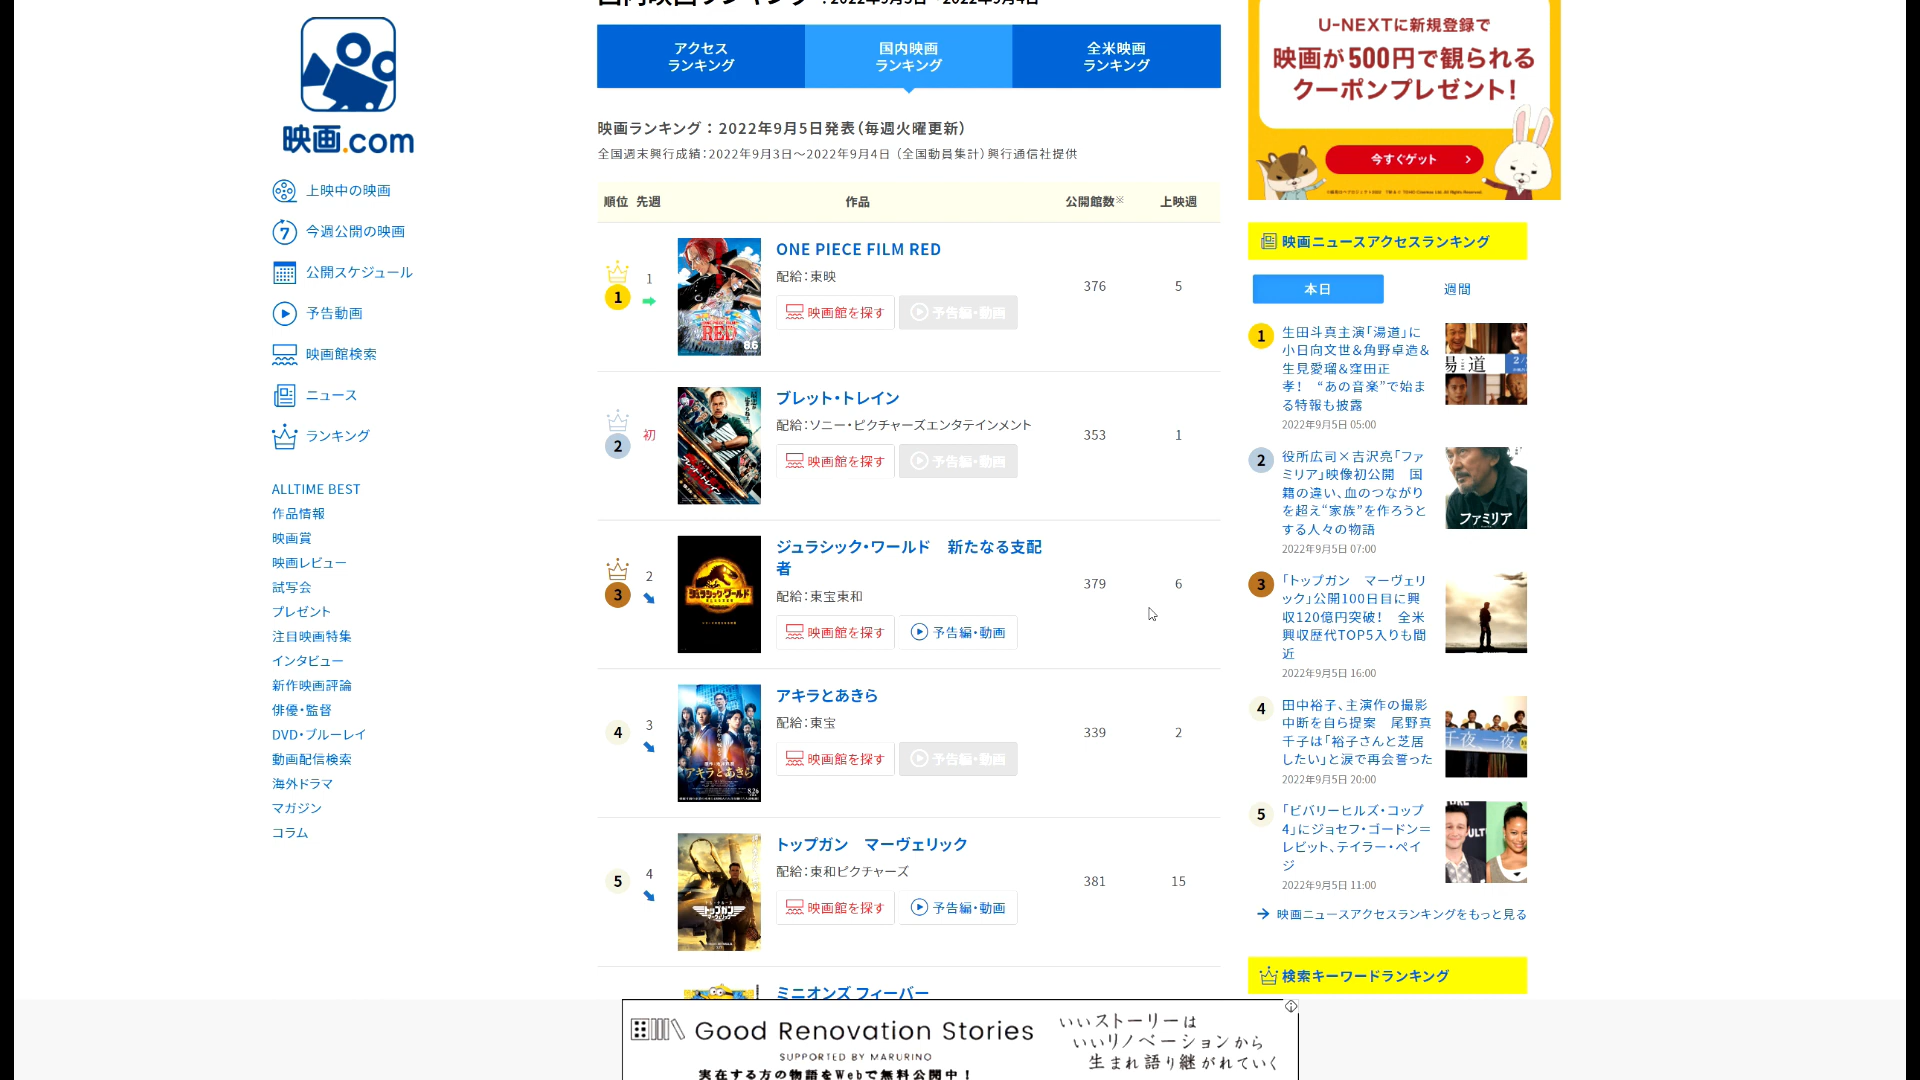 映画.com
上映中の映画
今週公開の映画
公開スケジュール
予告動画
映画館検索
ニュース
ランキング
ALLTIME BEST
作品情報
映画賞
映画レビュー
試写会
プレゼント
注目映画特集
インタビュー
新作映画評論
俳優・監督
DVD・ブルーレイ
動画配信検索
海外ドラマ
マガジン
コラム
アクセス
ランキング
国内映画
ランキング
全米映画
ランキング
映画ランキング：2022年9月5日発表（毎週火曜更新）
全国週末興行成績：2022年9月3日〜2022年9月4日 （全国動員集計）興行通信社提供
順位 先週 作品 公開館数※ 上映週
1 1 ONE PIECE FILM RED 376 5
配給：東映
映画館を探す 予告編・動画
RED
8.6
2 初 ブレット・トレイン 353 1
配給：ソニー・ピクチャーズエンタテインメント
映画館を探す 予告編・動画
ブレット・トレイン
3 2 ジュラシック・ワールド 新たなる支配
者 379 6
配給：東宝東和
映画館を探す 予告編・動画
ジュラシック・ワールド
4 3 アキラとあきら 339 2
配給：東宝
映画館を探す 予告編・動画
アキラとあきら
8.26
5 4 トップガン マーヴェリック 381 15
配給：東和ピクチャーズ
映画館を探す 予告編・動画
トップガン
ミニオンズ フィーバー
U-NEXTに新規登録で
映画が500円で観られる
クーポンプレゼント！
今すぐゲット
映画ニュースアクセスランキング
本日 週間
1 生田斗真主演「湯道」に
小日向文世＆角野卓造＆
生見愛瑠＆窪田正
孝！ “あの音楽”で始ま
る特報も披露
2022年9月5日 05:00
湯道
2 役所広司×吉沢亮「ファ
ミリア」映像初公開 国
籍の違い、血のつながり
を超え“家族”を作ろうと
する人々の物語
2022年9月5日 07:00
ファミリア
3 「トップガン マーヴェリ
ック」公開100日目に興
収120億円突破！ 全米
興収歴代TOP5入りも間
近
2022年9月5日 16:00
4 田中裕子、主演作の撮影
中断を自ら提案 尾野真
千子は「裕子さんと芝居
したい」と涙で再会誓った
2022年9月5日 20:00
千夜、一夜
5 「ビバリーヒルズ・コップ
4」にジョセフ・ゴードン＝
レビット、テイラー・ペイ
ジ
2022年9月5日 11:00
映画ニュースアクセスランキングをもっと見る
検索キーワードランキング
Good Renovation Stories
SUPPORTED BY MARURINO
実在する方の物語をWebで無料公開中！
いいストーリーは
いいリノベーションから
生まれ語り継がれていく